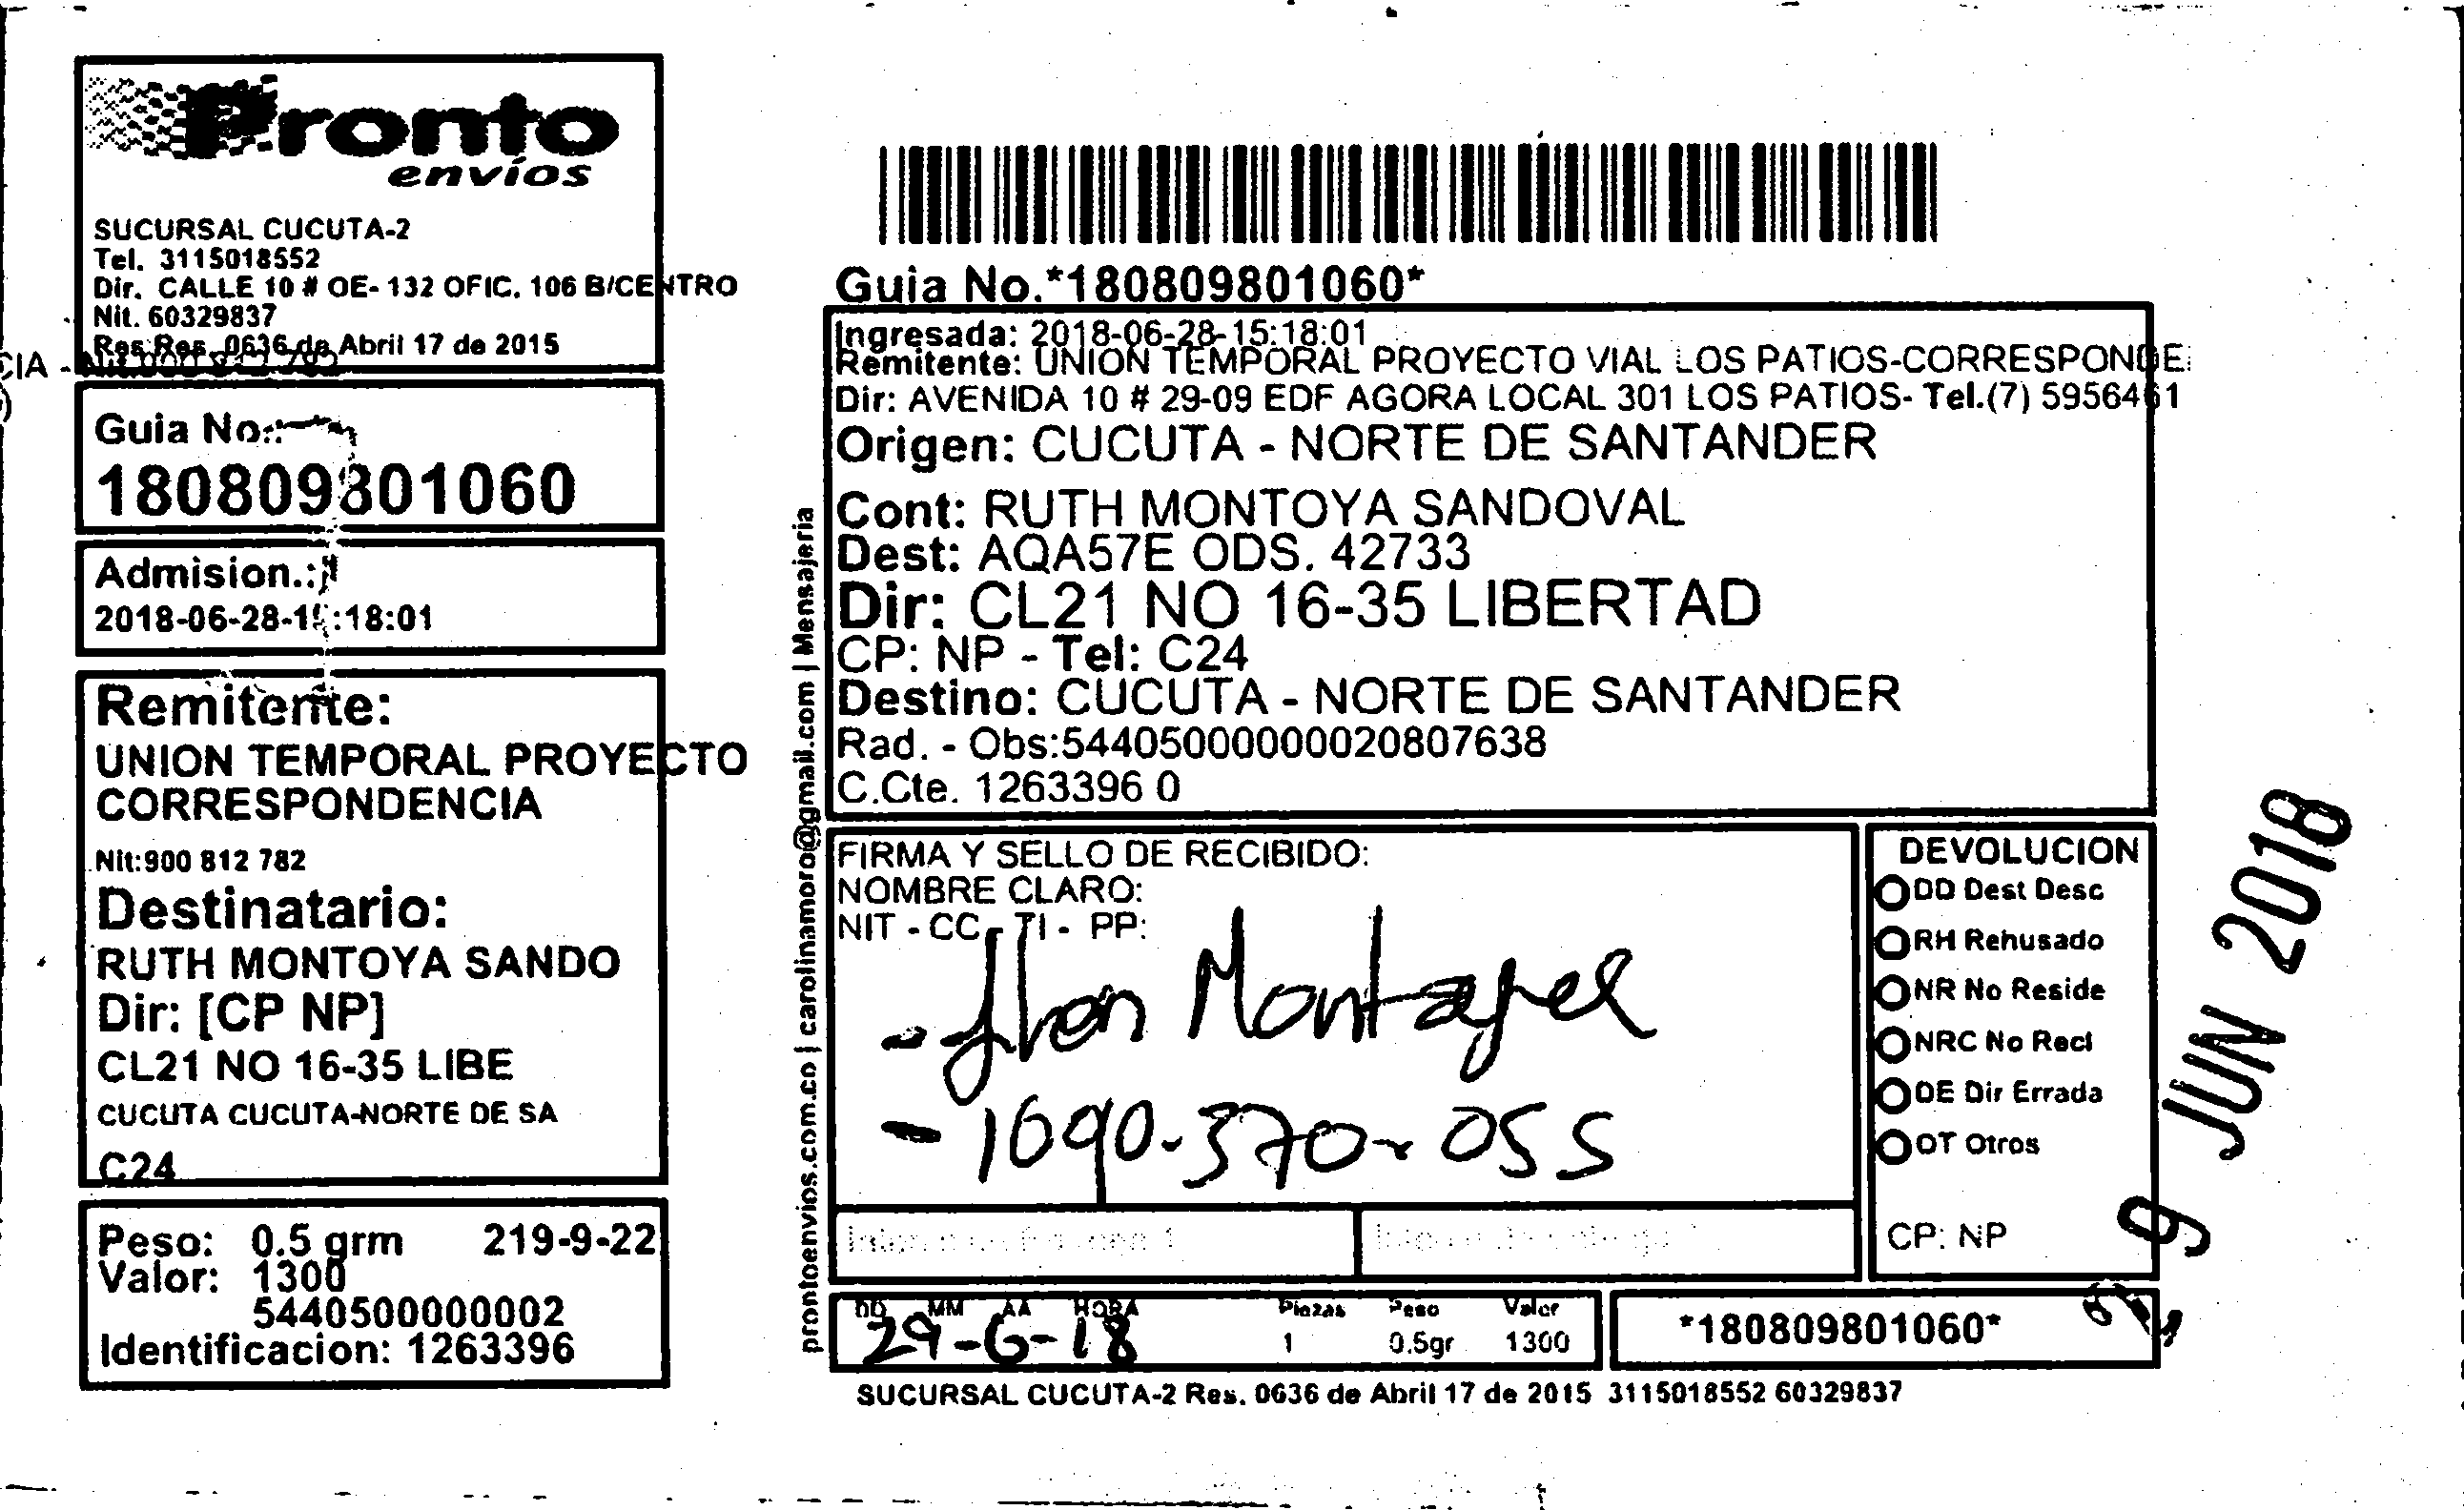 Pronto
envíos
SUCURSAL CUCUTA-2
Tel. 3115018552
Dir. CALLE 10 # OE- 132 OFIC. 106 B/CENTRO
Nit. 60329837
Res Res. 0636 de Abril 17 de 2015
CIA -
Guia No.:
180809801060
Admision.:
2018-06-28-15:18:01
Remitente:
UNION TEMPORAL PROYECTO
CORRESPONDENCIA
Nit:900 812 782
Destinatario:
RUTH MONTOYA SANDO
Dir: [CP NP]
CL21 NO 16-35 LIBE
CUCUTA CUCUTA-NORTE DE SA
C24
Peso: 0.5 grm 219-9-22
Valor: 1300
5440500000002
Identificacion: 1263396
prontoenvios.com.co | carolinamoro@gmail.com | Mensajeria
Guia No.*180809801060*
Ingresada: 2018-06-28-15:18:01
Remitente: UNION TEMPORAL PROYECTO VIAL LOS PATIOS-CORRESPONDE
Dir: AVENIDA 10 # 29-09 EDF AGORA LOCAL 301 LOS PATIOS- Tel.(7) 5956461
Origen: CUCUTA - NORTE DE SANTANDER
Cont: RUTH MONTOYA SANDOVAL
Dest: AQA57E ODS. 42733
Dir: CL21 NO 16-35 LIBERTAD
CP: NP - Tel: C24
Destino: CUCUTA - NORTE DE SANTANDER
Rad. - Obs:544050000000020807638
C.Cte. 1263396 0
FIRMA Y SELLO DE RECIBIDO:
NOMBRE CLARO:
NIT - CC - TI - PP:
- Jhon
- 1090-370-055
DEVOLUCION
DD Dest Desc
RH Rehusado
NR No Reside
NRC No Recl
DE Dir Errada
OT Otros
CP: NP
9 JUN 2018
DD MM AA HORA Piezas Peso Valor
29-6-18 1 0.5gr 1300
*180809801060*
SUCURSAL CUCUTA-2 Res. 0636 de Abril 17 de 2015 3115018552 60329837